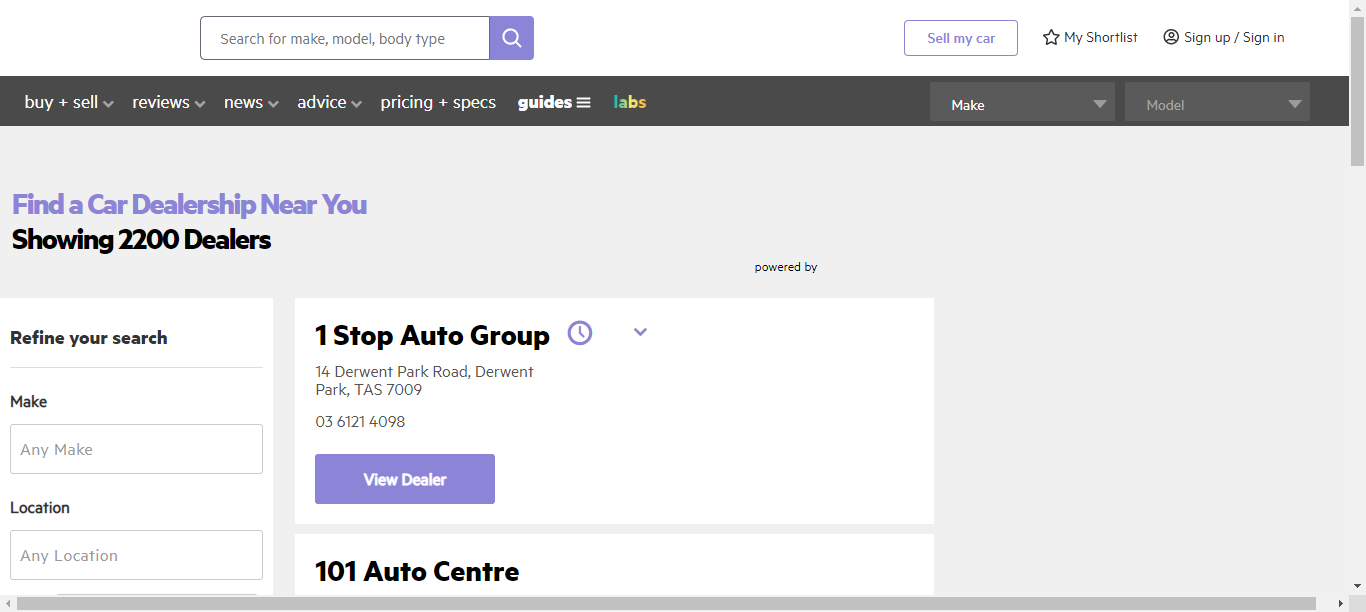 Search for make, model, body type
Sell my car
My Shortlist
Sign up / Sign in
buy + sell
reviews
news
advice
pricing + specs
guides
labs
Make
Model
Find a Car Dealership Near You
Showing 2200 Dealers
powered by
Refine your search
Make
Any Make
Location
Any Location
1 Stop Auto Group
14 Derwent Park Road, Derwent
Park, TAS 7009
03 6121 4098
View Dealer
101 Auto Centre